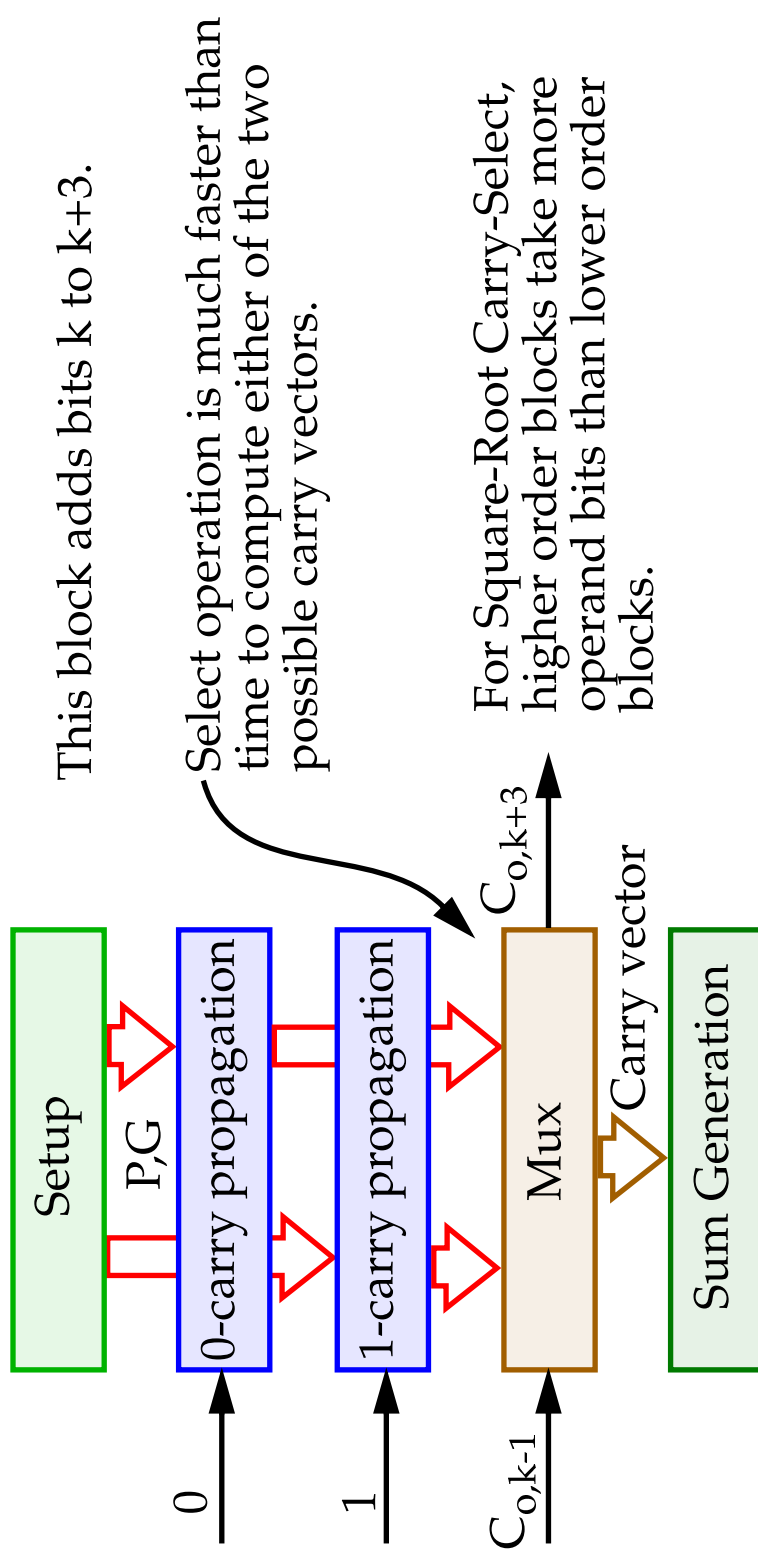 Setup
This block adds bits k to k+3.
P,G
0
0-carry propagation
Select operation is much faster than
time to compute either of the two
possible carry vectors.
1
1-carry propagation
Co,k-1
Mux
Co,k+3
For Square-Root Carry-Select,
higher order blocks take more
operand bits than lower order
blocks.
Carry vector
Sum Generation